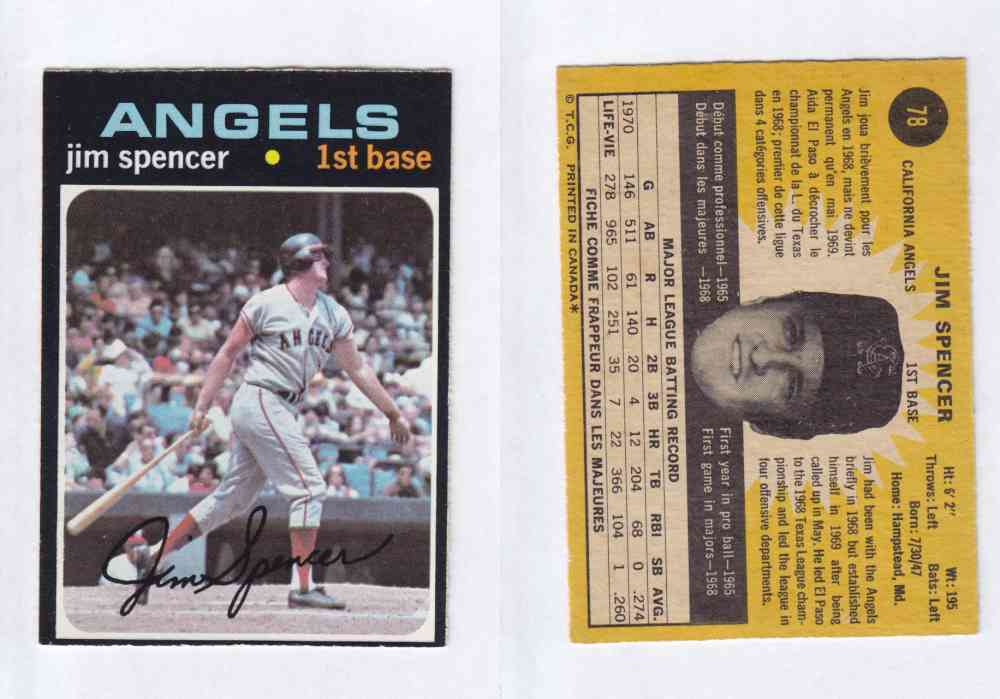 ANGELS
jim spencer • 1st base
ANGELS
Jim Spencer
78
JIM SPENCER
CALIFORNIA ANGELS 1ST BASE
Ht: 6' 2" Wt: 195
Throws: Left Bats: Left
Born: 7/30/47
Home: Hampstead, Md.
Jim joua brièvement pour les
Angels en 1968, mais ne devint
permanent qu'en mai 1969.
Aida El Paso à décrocher le
championnat de la L. du Texas
en 1968; premier de cette ligue
dans 4 catégories offensives.
Jim had been with the Angels
briefly in 1968 but established
himself in 1969 after being
called up in May. He led El Paso
to the 1968 Texas League cham-
pionship and led the league in
four offensive departments.
Début comme professionnel—1965
Début dans les majeures —1968
First year in pro ball—1965
First game in majors—1968
MAJOR LEAGUE BATTING RECORD
G AB R H 2B 3B HR TB RBI SB AVG.
1970 146 511 61 140 20 4 12 204 68 0 .274
LIFE-VIE 278 965 102 251 35 7 22 366 104 1 .260
FICHE COMME FRAPPEUR DANS LES MAJEURES
© T.C.G. PRINTED IN CANADA*